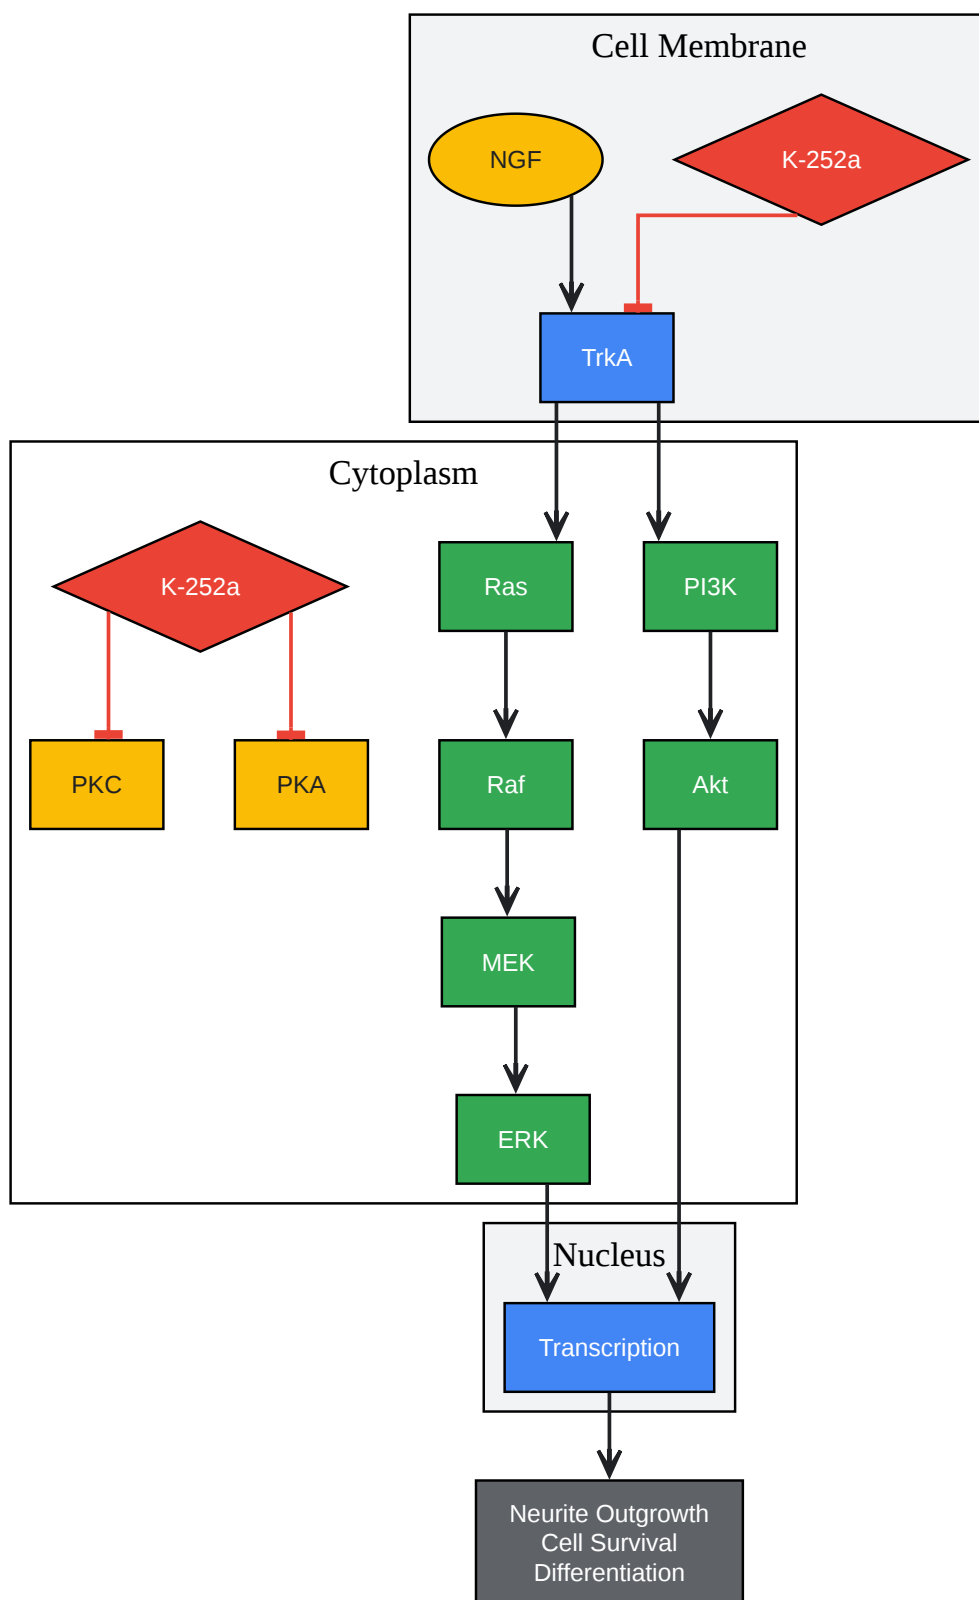 Cell Membrane
NGF
K-252a
TrkA
Cytoplasm
K-252a
Ras
PI3K
PKC
PKA
Raf
Akt
MEK
ERK
Nucleus
Transcription
Neurite Outgrowth
Cell Survival
Differentiation